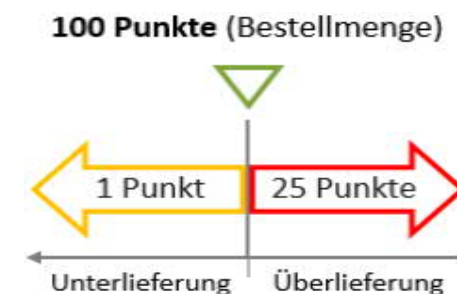 100 Punkte (Bestellmenge)
1 Punkt 25 Punkte
Unterlieferung Überlieferung